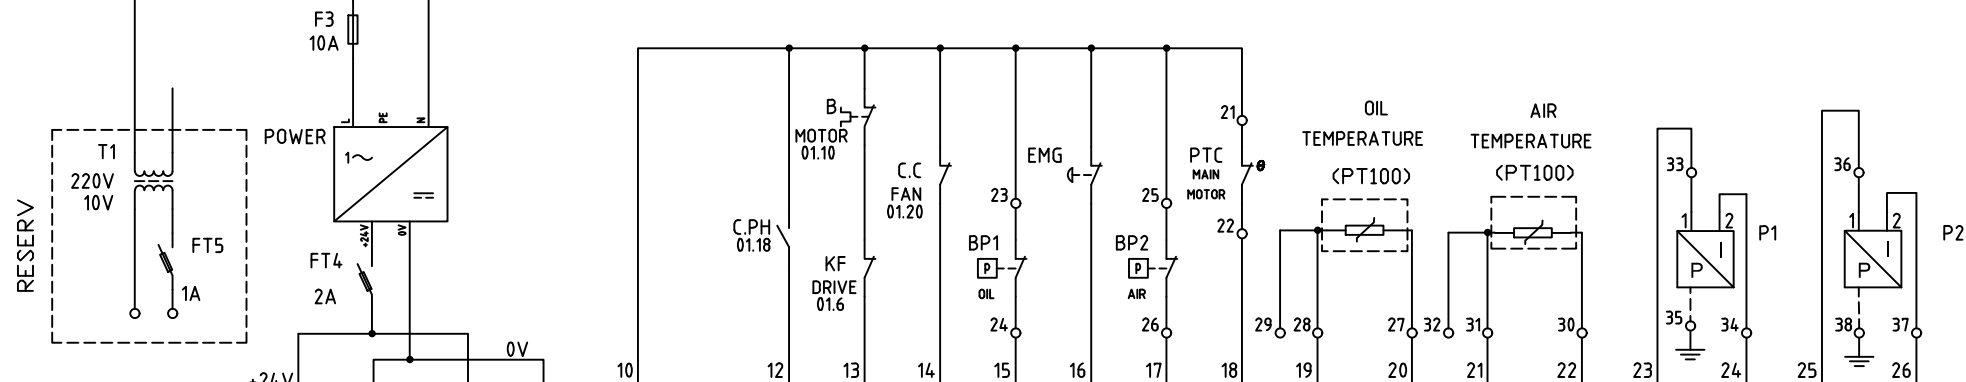 F3
10A
L
PE
N
POWER
1~
+24V
0V
FT4
2A
0V
+24V
RESERV
T1
220V
10V
FT5
1A
10
C.PH
01.18
12
B
MOTOR
01.10
KF
DRIVE
01.6
13
C.C
FAN
01.20
14
23
BP1
P
OIL
24
15
EMG
16
25
BP2
P
AIR
26
17
21
PTC
MAIN
MOTOR
θ
22
18
OIL
TEMPERATURE
(PT100)
29
28
27
19
20
AIR
TEMPERATURE
(PT100)
32
31
30
21
22
33
1
2
P1
I
P
35
34
23
24
36
1
2
P2
I
P
38
37
25
26